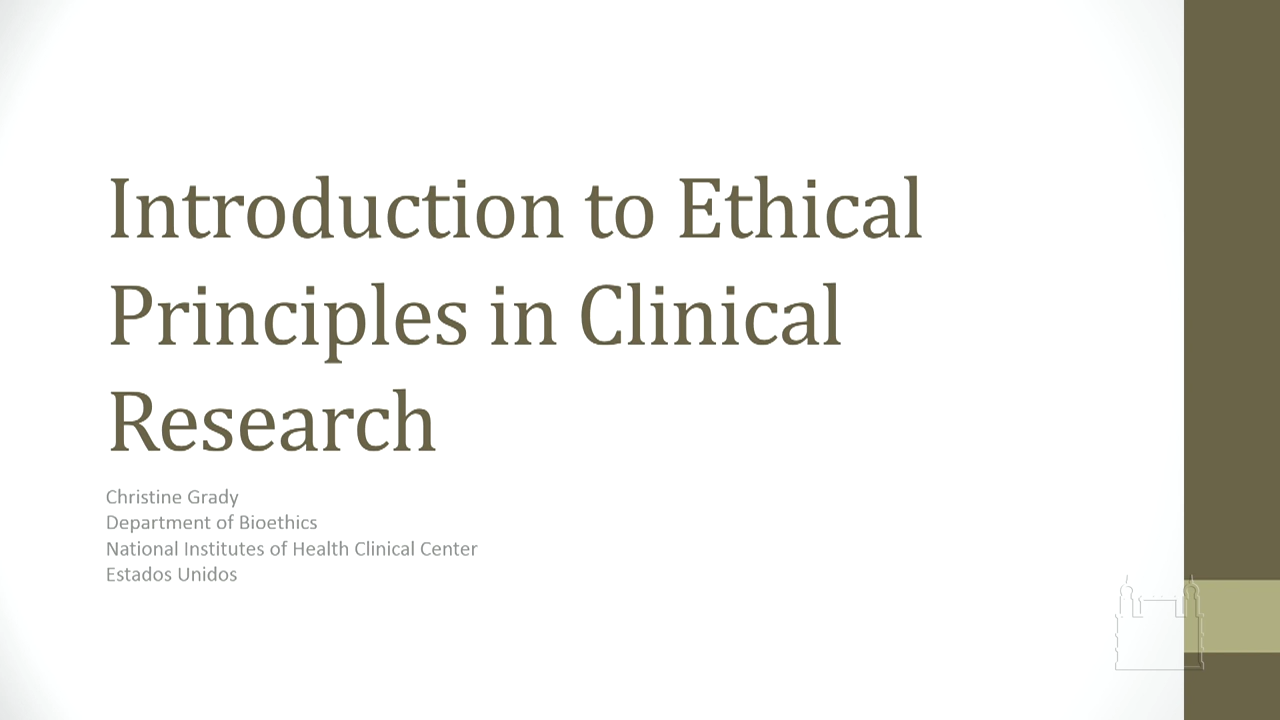 Introduction to Ethical
Principles in Clinical
Research
Christine Grady
Department of Bioethics
National Institutes of Health Clinical Center
Estados Unidos